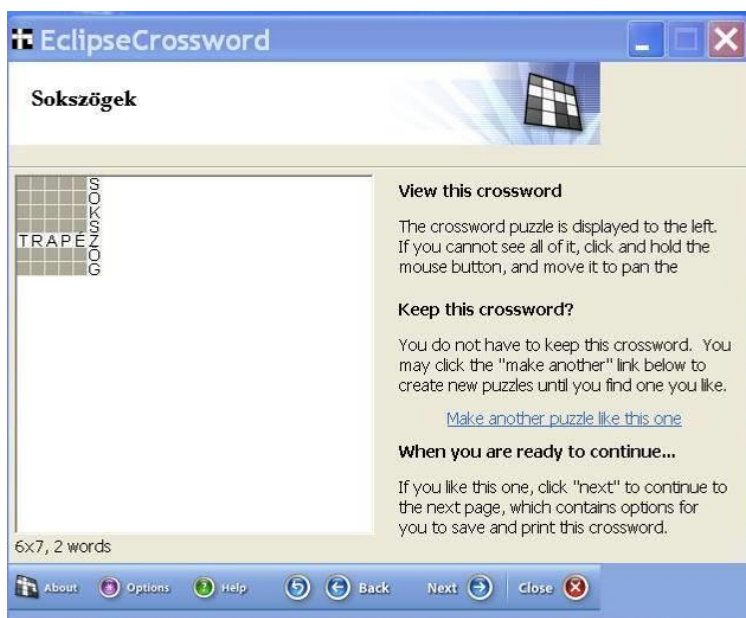 EclipseCrossword
Sokszögek
S
O
K
S
TRAPÉZ
Ö
G
6x7, 2 words
View this crossword
The crossword puzzle is displayed to the left.
If you cannot see all of it, click and hold the
mouse button, and move it to pan the
Keep this crossword?
You do not have to keep this crossword. You
may click the "make another" link below to
create new puzzles until you find one you like.
Make another puzzle like this one
When you are ready to continue...
If you like this one, click "next" to continue to
the next page, which contains options for
you to save and print this crossword.
About Options Help Back Next Close